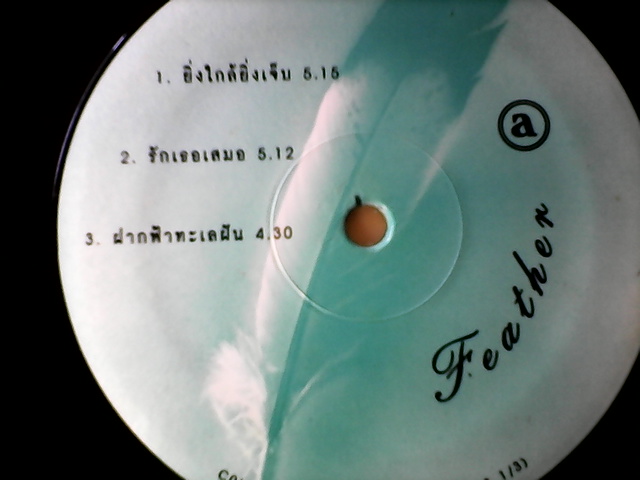 1. ยิ่งใกล้ยิ่งเจ็บ 5.15
2. รักเธอเสมอ 5.12
3. ฝากฟ้าทะเลฝัน 4.30
a
Feather
1/3)